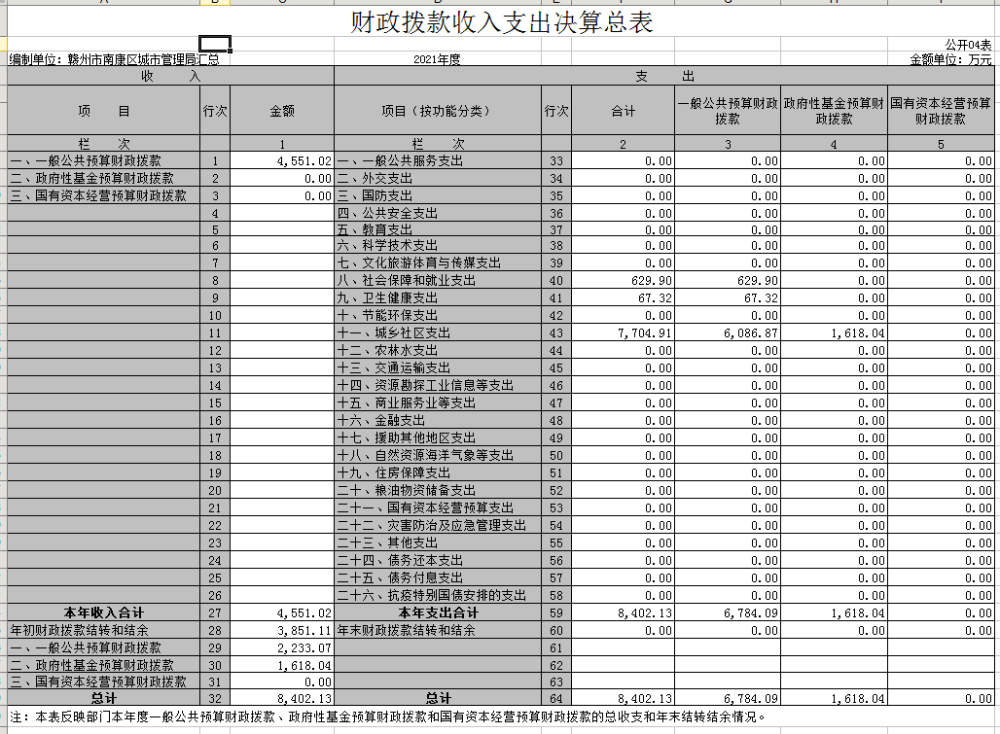 财政拨款收入支出决算总表
公开04表
编制单位：赣州市南康区城市管理局汇总 2021年度 金额单位：万元
收 入 支 出
项 目 行次 金额 项目（按功能分类） 行次 合计 一般公共预算财政拨款 政府性基金预算财政拨款 国有资本经营预算财政拨款
栏 次 1 栏 次 2 3 4 5
一、一般公共预算财政拨款 1 4,551.02 一、一般公共服务支出 33 0.00 0.00 0.00 0.00
二、政府性基金预算财政拨款 2 0.00 二、外交支出 34 0.00 0.00 0.00 0.00
三、国有资本经营预算财政拨款 3 0.00 三、国防支出 35 0.00 0.00 0.00 0.00
4 四、公共安全支出 36 0.00 0.00 0.00 0.00
5 五、教育支出 37 0.00 0.00 0.00 0.00
6 六、科学技术支出 38 0.00 0.00 0.00 0.00
7 七、文化旅游体育与传媒支出 39 0.00 0.00 0.00 0.00
8 八、社会保障和就业支出 40 629.90 629.90 0.00 0.00
9 九、卫生健康支出 41 67.32 67.32 0.00 0.00
10 十、节能环保支出 42 0.00 0.00 0.00 0.00
11 十一、城乡社区支出 43 7,704.91 6,086.87 1,618.04 0.00
12 十二、农林水支出 44 0.00 0.00 0.00 0.00
13 十三、交通运输支出 45 0.00 0.00 0.00 0.00
14 十四、资源勘探工业信息等支出 46 0.00 0.00 0.00 0.00
15 十五、商业服务业等支出 47 0.00 0.00 0.00 0.00
16 十六、金融支出 48 0.00 0.00 0.00 0.00
17 十七、援助其他地区支出 49 0.00 0.00 0.00 0.00
18 十八、自然资源海洋气象等支出 50 0.00 0.00 0.00 0.00
19 十九、住房保障支出 51 0.00 0.00 0.00 0.00
20 二十、粮油物资储备支出 52 0.00 0.00 0.00 0.00
21 二十一、国有资本经营预算支出 53 0.00 0.00 0.00 0.00
22 二十二、灾害防治及应急管理支出 54 0.00 0.00 0.00 0.00
23 二十三、其他支出 55 0.00 0.00 0.00 0.00
24 二十四、债务还本支出 56 0.00 0.00 0.00 0.00
25 二十五、债务付息支出 57 0.00 0.00 0.00 0.00
26 二十六、抗疫特别国债安排的支出 58 0.00 0.00 0.00 0.00
本年收入合计 27 4,551.02 本年支出合计 59 8,402.13 6,784.09 1,618.04 0.00
年初财政拨款结转和结余 28 3,851.11 年末财政拨款结转和结余 60 0.00 0.00 0.00 0.00
一、一般公共预算财政拨款 29 2,233.07 61
二、政府性基金预算财政拨款 30 1,618.04 62
三、国有资本经营预算财政拨款 31 0.00 63
总计 32 8,402.13 总计 64 8,402.13 6,784.09 1,618.04 0.00
注：本表反映部门本年度一般公共预算财政拨款、政府性基金预算财政拨款和国有资本经营预算财政拨款的总收支和年末结转结余情况。